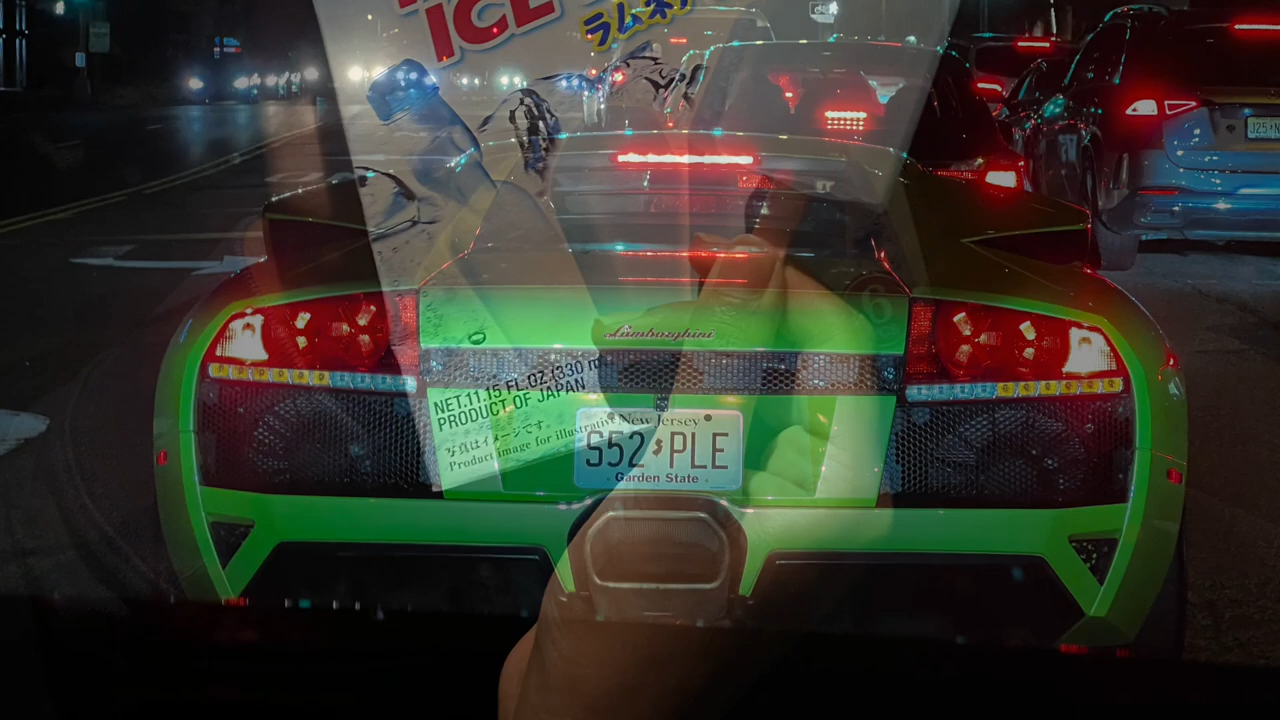 ICE
ラムネ
Lamborghini
NET.11.15 FL OZ (330 m
PRODUCT OF JAPAN
写真はイメージです。
Product image for illustrative
New Jersey
S52 PLE
Garden State